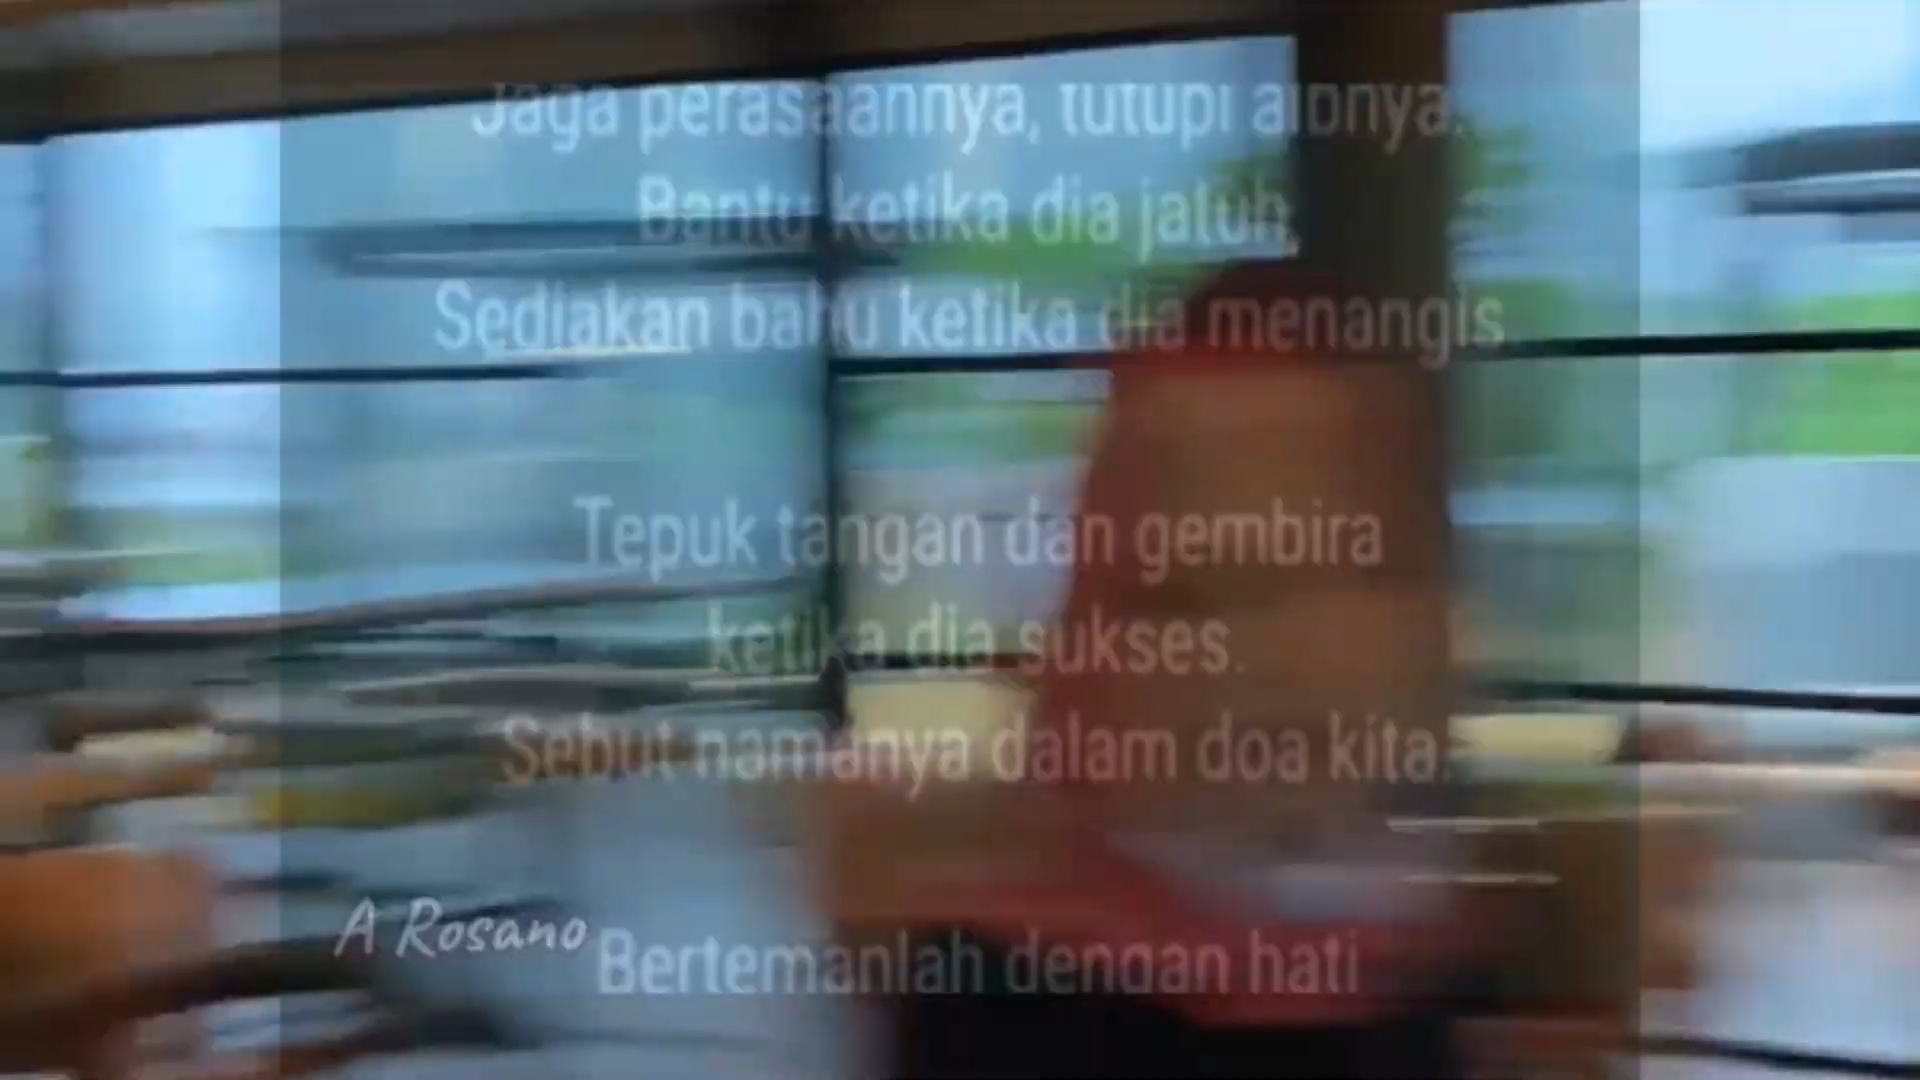 Jaga perasaannya, tutupi aibnya.
Bantu ketika dia jatuh,
Sediakan bahu ketika dia menangis
Tepuk tangan dan gembira
ketika dia sukses.
Sebut namanya dalam doa kita.
A Rosano
Bertemanlah dengan hati